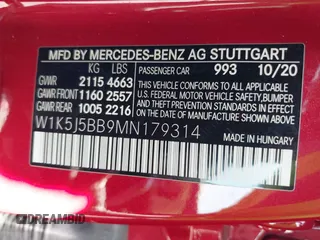 MFD BY MERCEDES-BENZ AG STUTTGART
KG LBS PASSENGER CAR 993 10/20
GVWR 2115 4663
GAWR FRONT 1160 2557
GAWR REAR 1005 2216
THIS VEHICLE CONFORMS TO ALL APPLICABLE
U.S. FEDERAL MOTOR VEHICLE SAFETY, BUMPER,
AND THEFT PREVENTION STANDARDS IN EFFECT
ON THE DATE OF MANUFACTURE SHOWN ABOVE.
W1K5J5BB9MN179314
MADE IN HUNGARY
DREAMBID